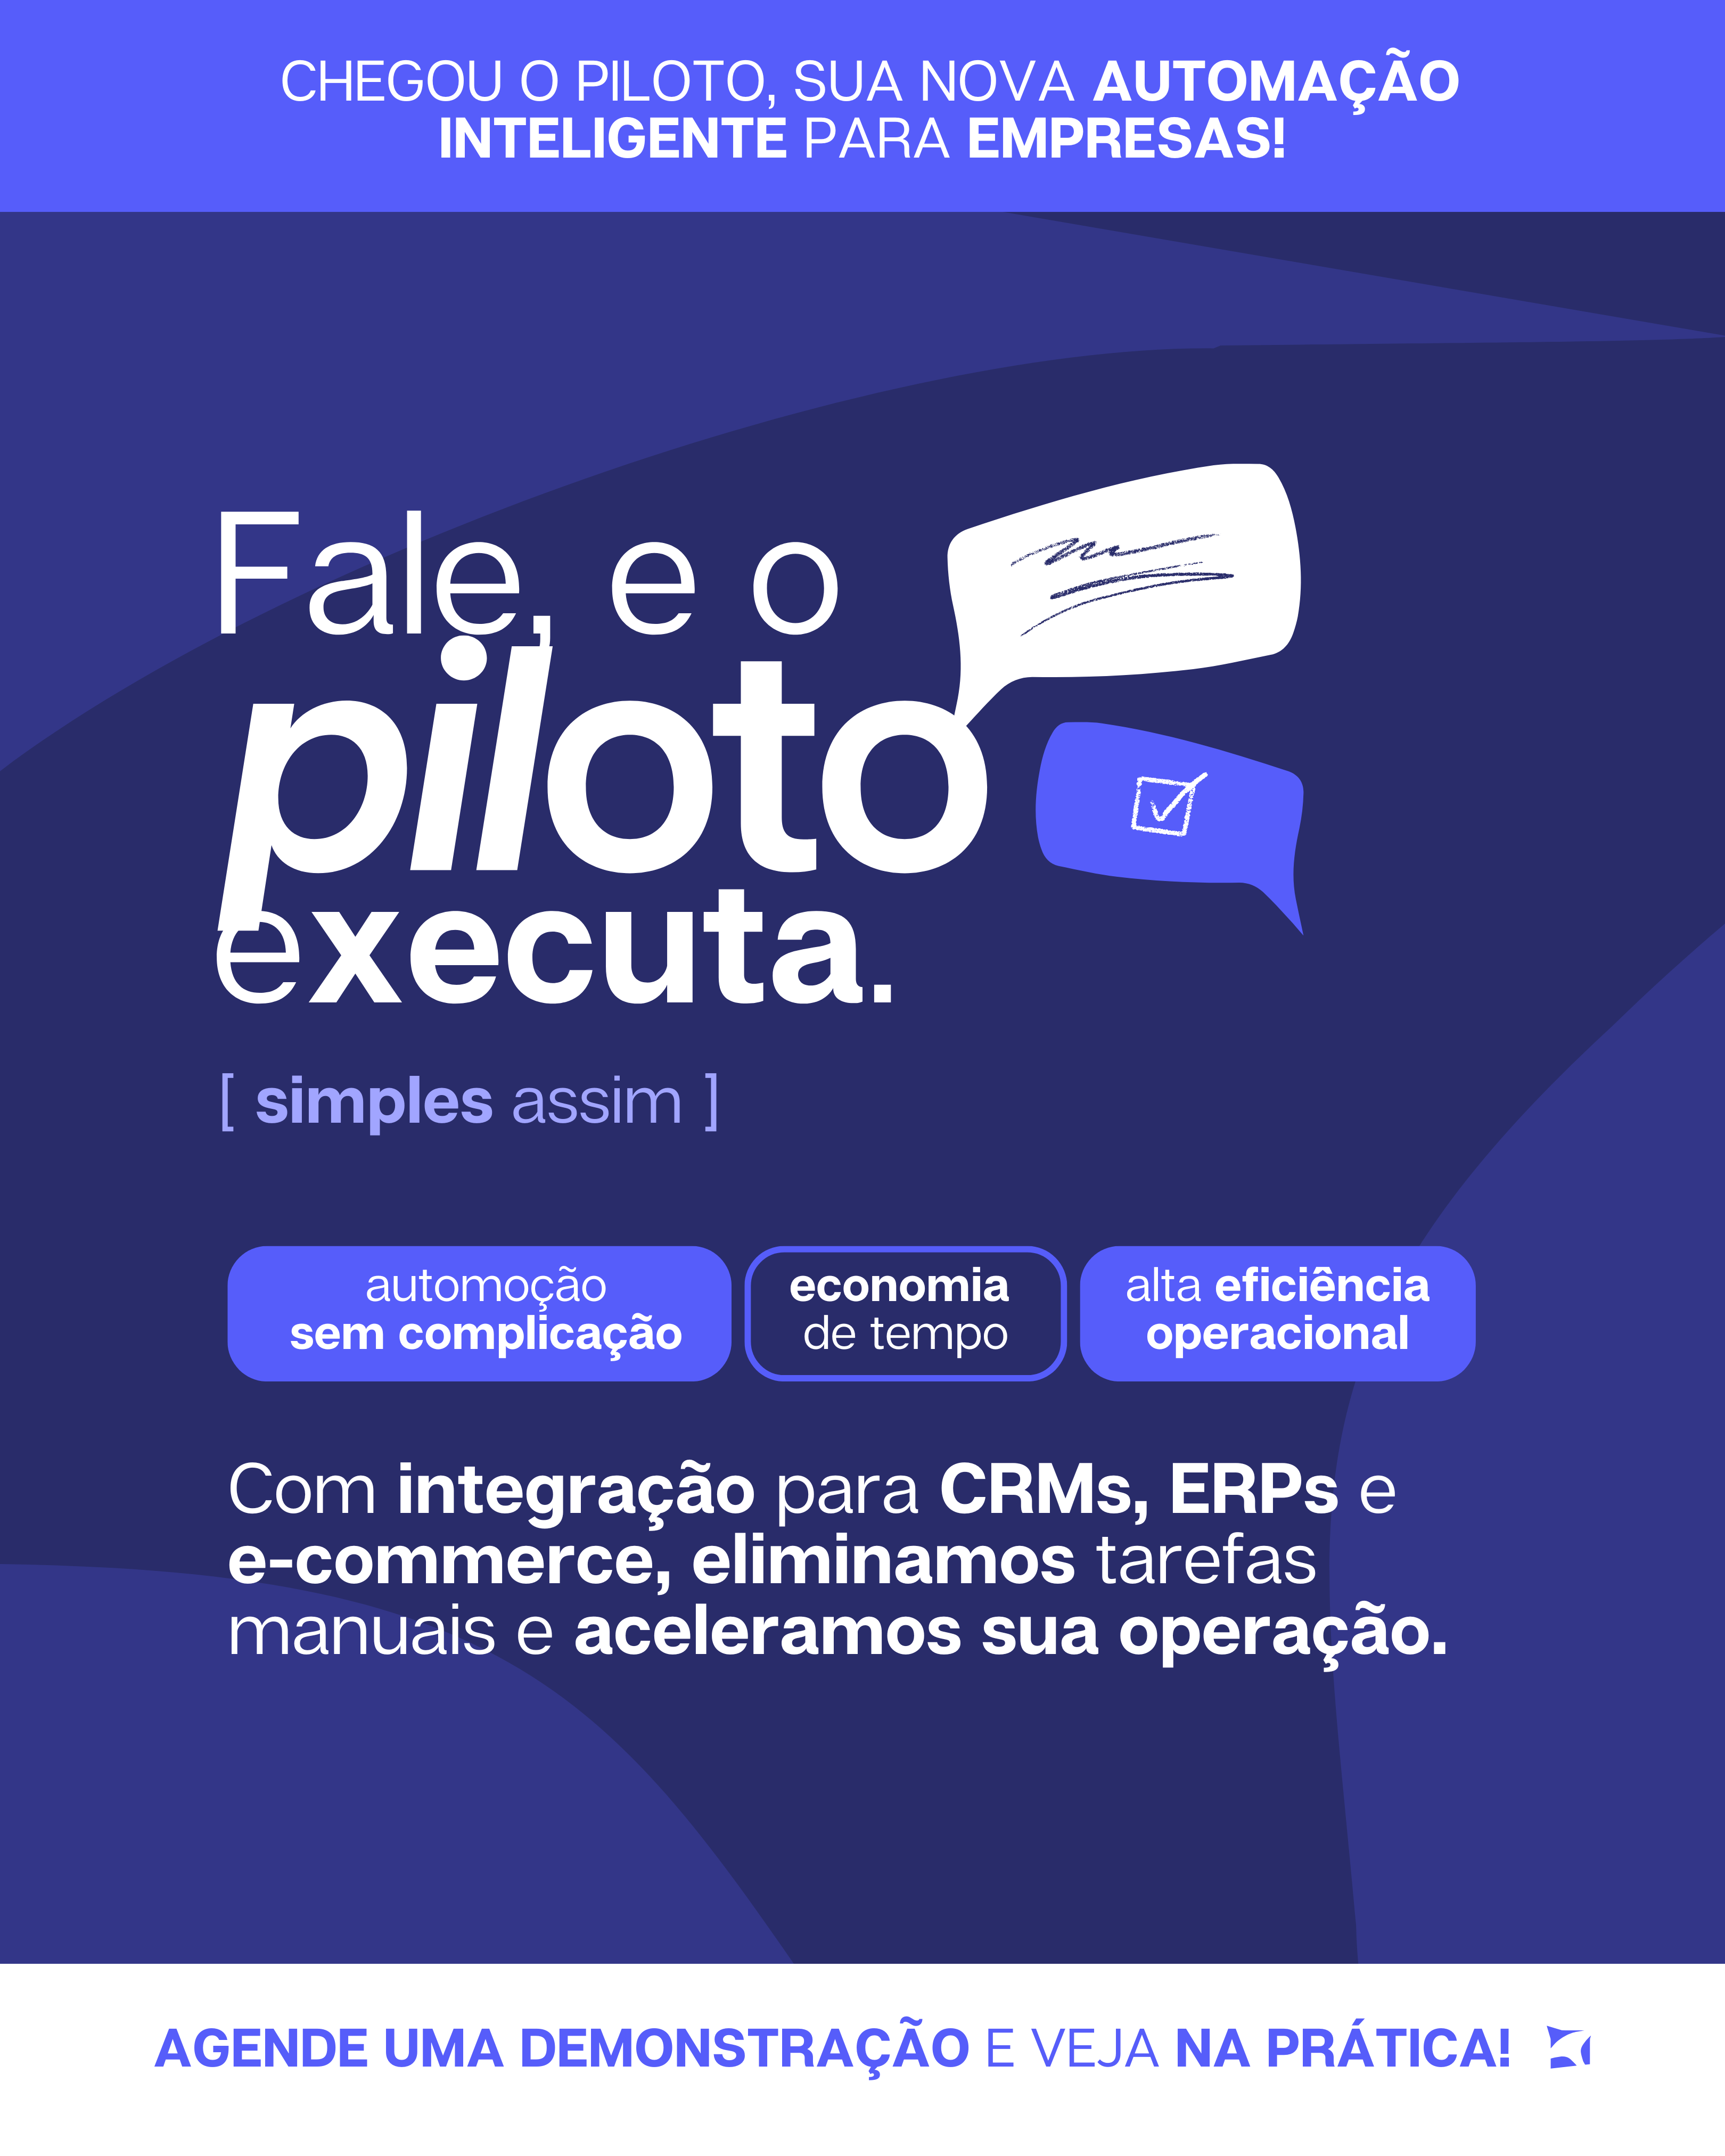 CHEGOU O PILOTO, SUA NOVA AUTOMAÇÃO
INTELIGENTE PARA EMPRESAS!
Fale, e o
piloto
executa.
[ simples assim ]
automoção
sem complicação
economia
de tempo
alta eficiência
operacional
Com integração para CRMs, ERPs e
e-commerce, eliminamos tarefas
manuais e aceleramos sua operação.
AGENDE UMA DEMONSTRAÇÃO E VEJA NA PRÁTICA!